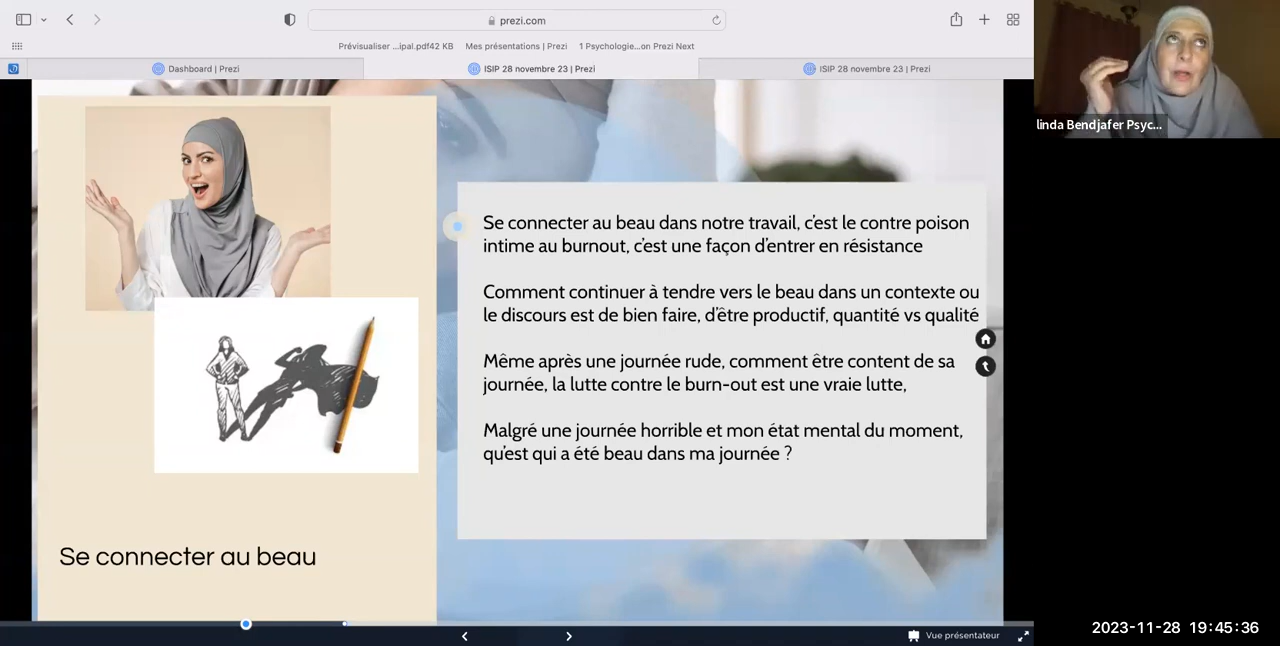 prezi.com
Prévisualiser ...ipal.pdf42 KB
Mes présentations | Prezi
1 Psychologie...on Prezi Next
Dashboard | Prezi
ISIP 28 novembre 23 | Prezi
ISIP 28 novembre 23 | Prezi
linda Bendjafer Psyc...
Se connecter au beau dans notre travail, c'est le contre poison
intime au burnout, c'est une façon d'entrer en résistance
Comment continuer à tendre vers le beau dans un contexte ou
le discours est de bien faire, d'être productif, quantité vs qualité
Même après une journée rude, comment être content de sa
journée, la lutte contre le burn-out est une vraie lutte,
Malgré une journée horrible et mon état mental du moment,
qu'est qui a été beau dans ma journée ?
Se connecter au beau
Vue présentateur
2023-11-28 19:45:36